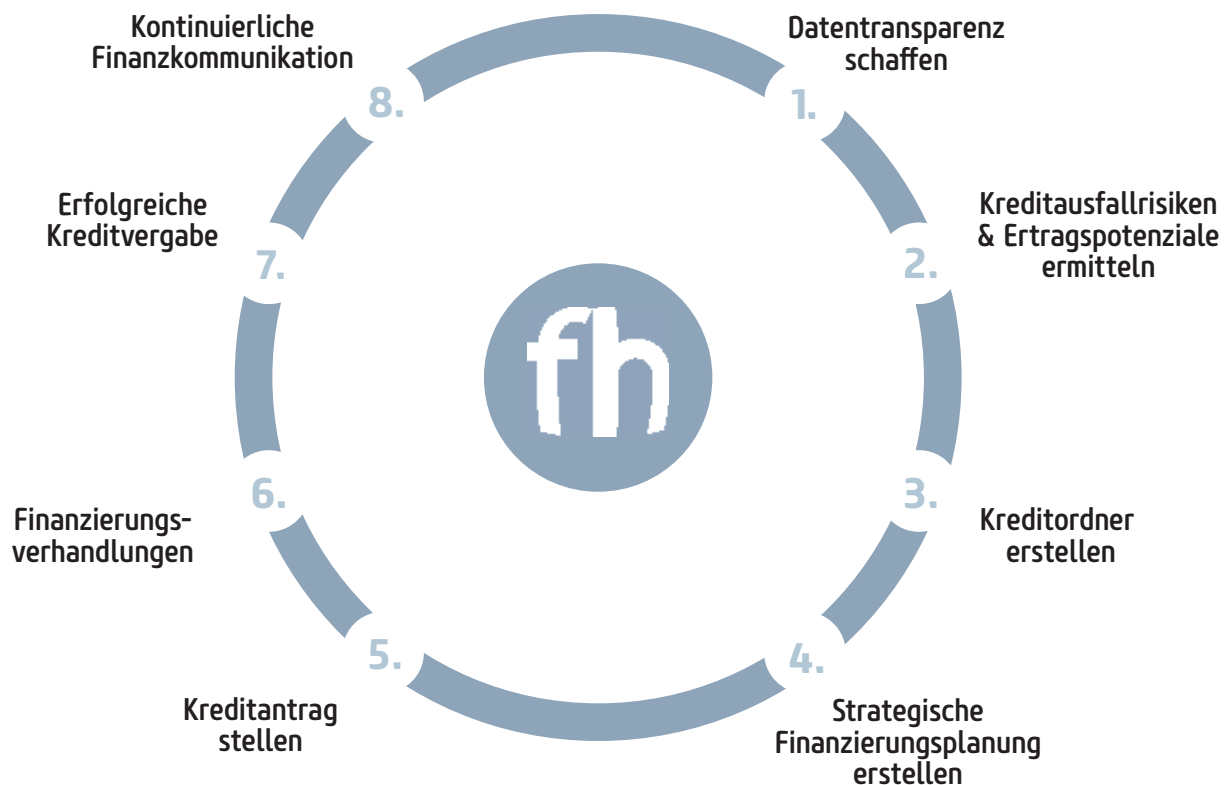 1.
Datentransparenz
schaffen
2.
Kreditausfallrisiken
& Ertragspotenziale
ermitteln
3.
Kreditordner
erstellen
4.
Strategische
Finanzierungsplanung
erstellen
5.
Kreditantrag
stellen
6.
Finanzierungs-
verhandlungen
7.
Erfolgreiche
Kreditvergabe
8.
Kontinuierliche
Finanzkommunikation
fh